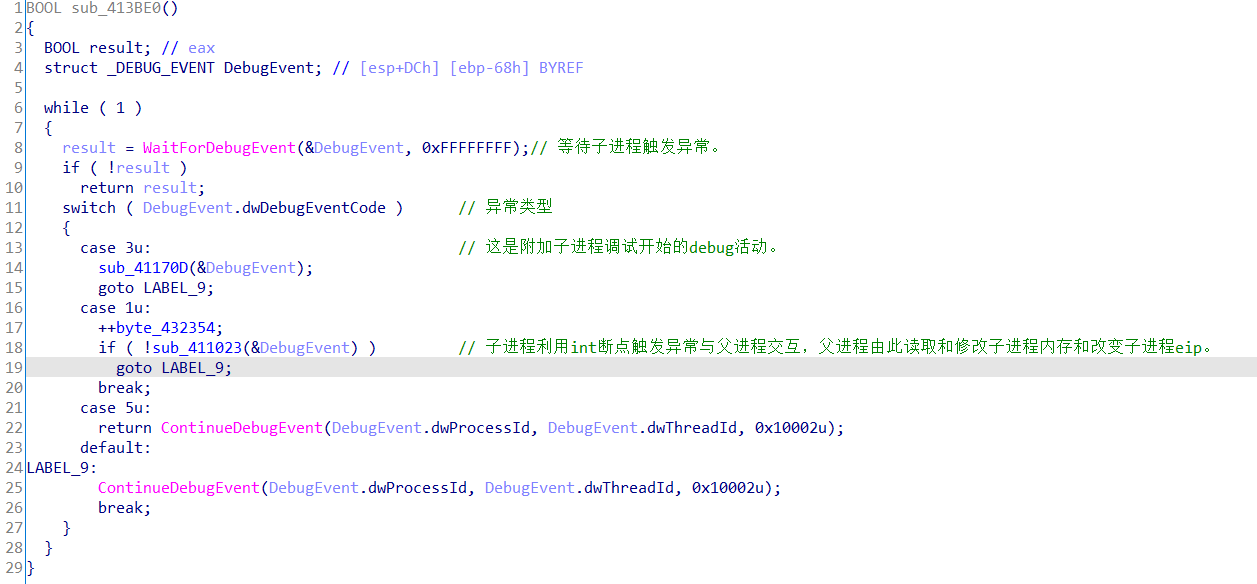 1 BOOL sub_413BE0()
2 {
3   BOOL result; // eax
4   struct _DEBUG_EVENT DebugEvent; // [esp+DCh] [ebp-68h] BYREF
5
6   while ( 1 )
7   {
8     result = WaitForDebugEvent(&DebugEvent, 0xFFFFFFFF);// 等待子进程触发异常。
9     if ( !result )
10       return result;
11     switch ( DebugEvent.dwDebugEventCode )      // 异常类型
12     {
13       case 3u:                                  // 这是附加子进程调试开始的debug活动。
14         sub_41170D(&DebugEvent);
15         goto LABEL_9;
16       case 1u:
17         ++byte_432354;
18         if ( !sub_411023(&DebugEvent) )         // 子进程利用int断点触发异常与父进程交互，父进程由此读取和修改子进程内存和改变子进程eip。
19           goto LABEL_9;
20         break;
21       case 5u:
22         return ContinueDebugEvent(DebugEvent.dwProcessId, DebugEvent.dwThreadId, 0x10002u);
23       default:
24 LABEL_9:
25         ContinueDebugEvent(DebugEvent.dwProcessId, DebugEvent.dwThreadId, 0x10002u);
26         break;
27     }
28   }
29 }